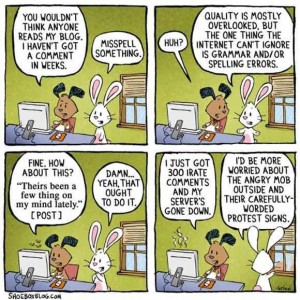 YOU WOULDN'T
THINK ANYONE
READS MY BLOG.
I HAVEN'T GOT
A COMMENT
IN WEEKS.
MISSPELL
SOMETHING.
HUH?
QUALITY IS MOSTLY
OVERLOOKED, BUT
THE ONE THING THE
INTERNET CAN'T IGNORE
IS GRAMMAR AND/OR
SPELLING ERRORS.
FINE. HOW
ABOUT THIS?
"Theirs been a
few thing on
my mind lately."
[POST]
DAMN...
YEAH, THAT
OUGHT
TO DO IT.
I JUST GOT
300 IRATE
COMMENTS
AND MY
SERVER'S
GONE DOWN.
I'D BE MORE
WORRIED ABOUT
THE ANGRY MOB
OUTSIDE AND
THEIR CAREFULLY-
WORDED
PROTEST SIGNS.
SHOEBOXBLOG.COM